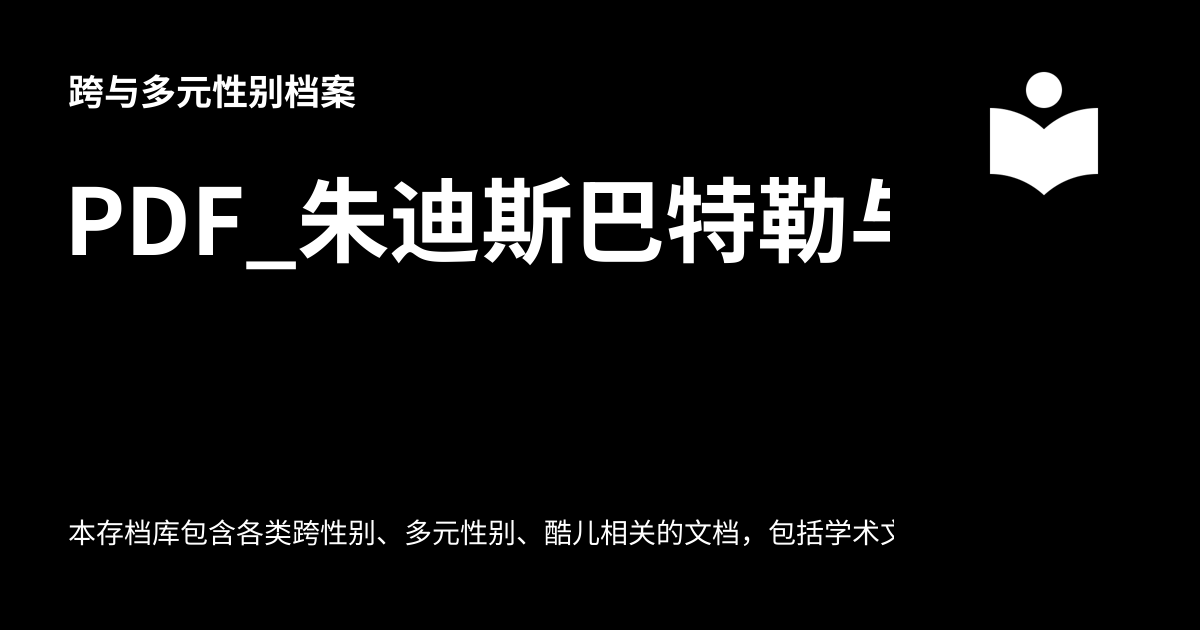 跨与多元性别档案
PDF_朱迪斯巴特勒与
本存档库包含各类跨性别、多元性别、酷儿相关的文档，包括学术文